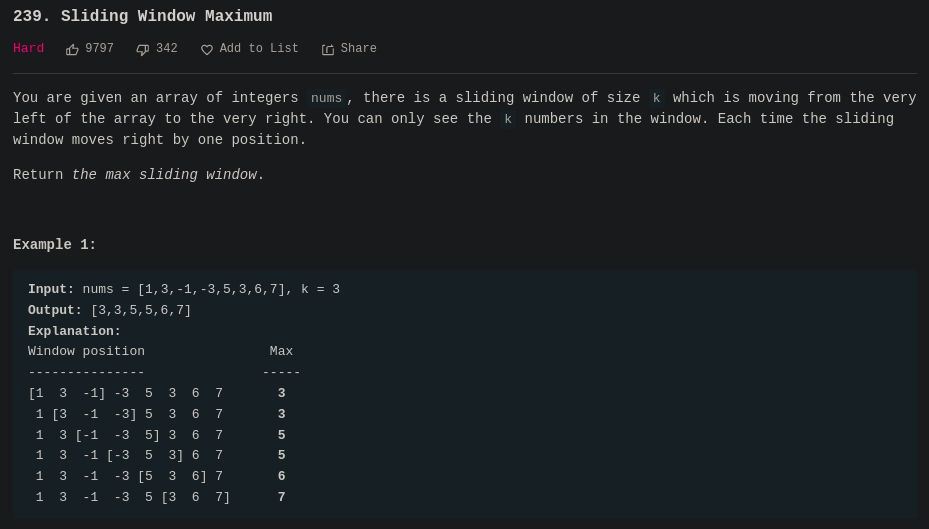 239. Sliding Window Maximum
Hard 9797 342 Add to List Share
You are given an array of integers nums, there is a sliding window of size k which is moving from the very
left of the array to the very right. You can only see the k numbers in the window. Each time the sliding
window moves right by one position.
Return the max sliding window.
Example 1:
Input: nums = [1,3,-1,-3,5,3,6,7], k = 3
Output: [3,3,5,5,6,7]
Explanation:
Window position                Max
---------------               -----
[1  3  -1] -3  5  3  6  7       3
 1 [3  -1  -3] 5  3  6  7       3
 1  3 [-1  -3  5] 3  6  7       5
 1  3  -1 [-3  5  3] 6  7       5
 1  3  -1  -3 [5  3  6] 7       6
 1  3  -1  -3  5 [3  6  7]      7